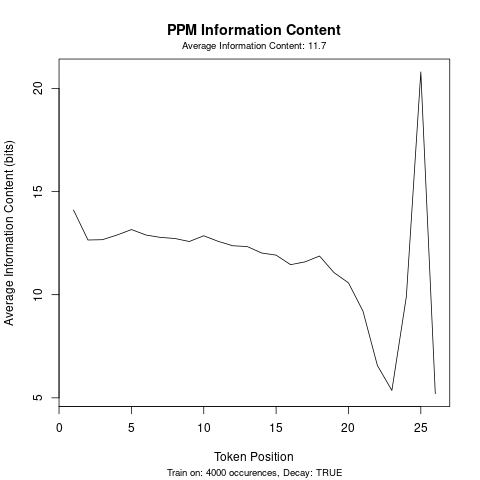 PPM Information Content
Average Information Content: 11.7
Average Information Content (bits)
20
15
10
5
0 5 10 15 20 25
Token Position
Train on: 4000 occurences, Decay: TRUE